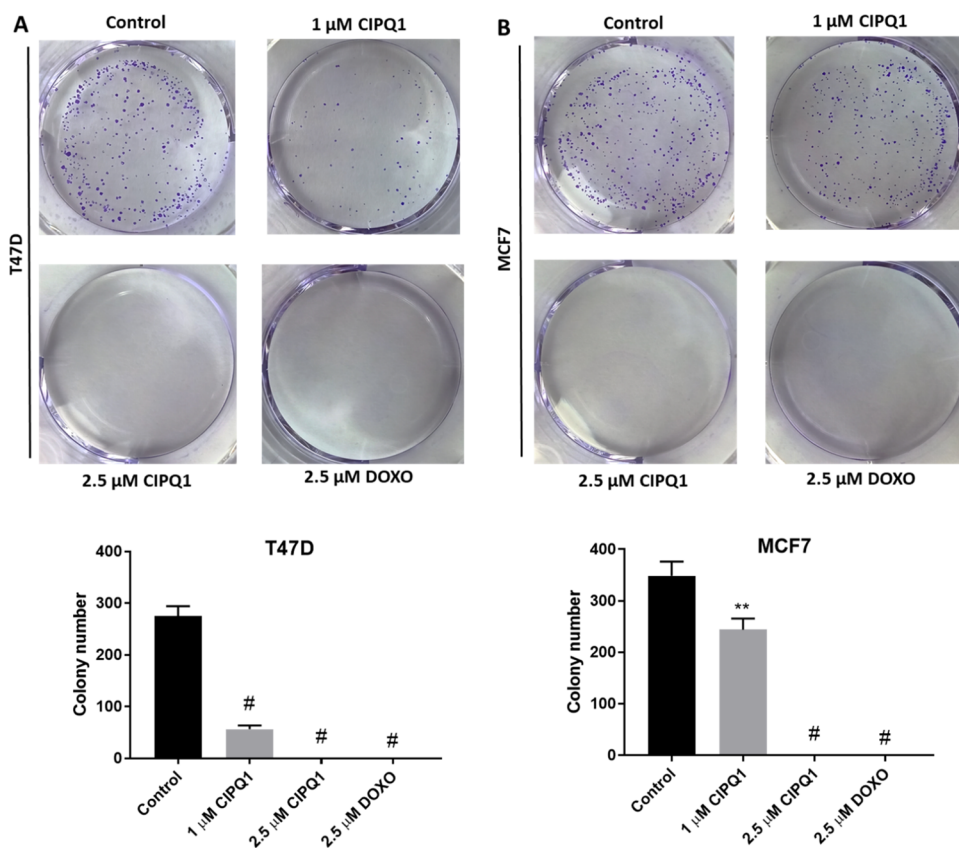 A
Control
1 µM CIPQ1
T47D
2.5 µM CIPQ1
2.5 µM DOXO
B
Control
1 µM CIPQ1
MCF7
2.5 µM CIPQ1
2.5 µM DOXO
T47D
Colony number
400
300
200
100
0
#
#
#
Control
1 µM CIPQ1
2.5 µM CIPQ1
2.5 µM DOXO
MCF7
Colony number
400
300
200
100
0
**
#
#
Control
1 µM CIPQ1
2.5 µM CIPQ1
2.5 µM DOXO